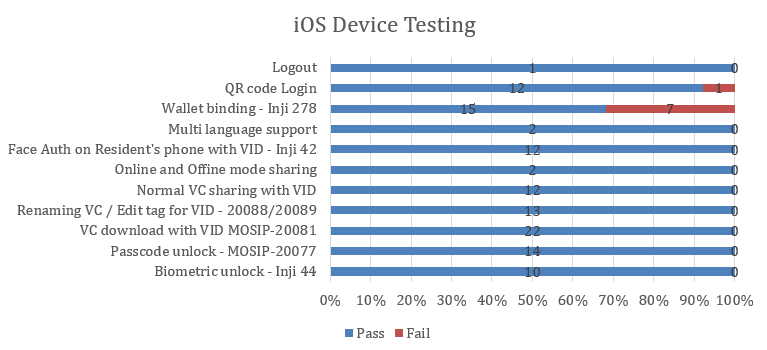 iOS Device Testing
Logout 1 0
QR code Login 12 1
Wallet binding - Inji 278 15 7
Multi language support 2 0
Face Auth on Resident's phone with VID - Inji 42 12 0
Online and Offine mode sharing 2 0
Normal VC sharing with VID 12 0
Renaming VC / Edit tag for VID - 20088/20089 13 0
VC download with VID MOSIP-20081 22 0
Passcode unlock - MOSIP-20077 14 0
Biometric unlock - Inji 44 10 0
0% 10% 20% 30% 40% 50% 60% 70% 80% 90% 100%
Pass Fail